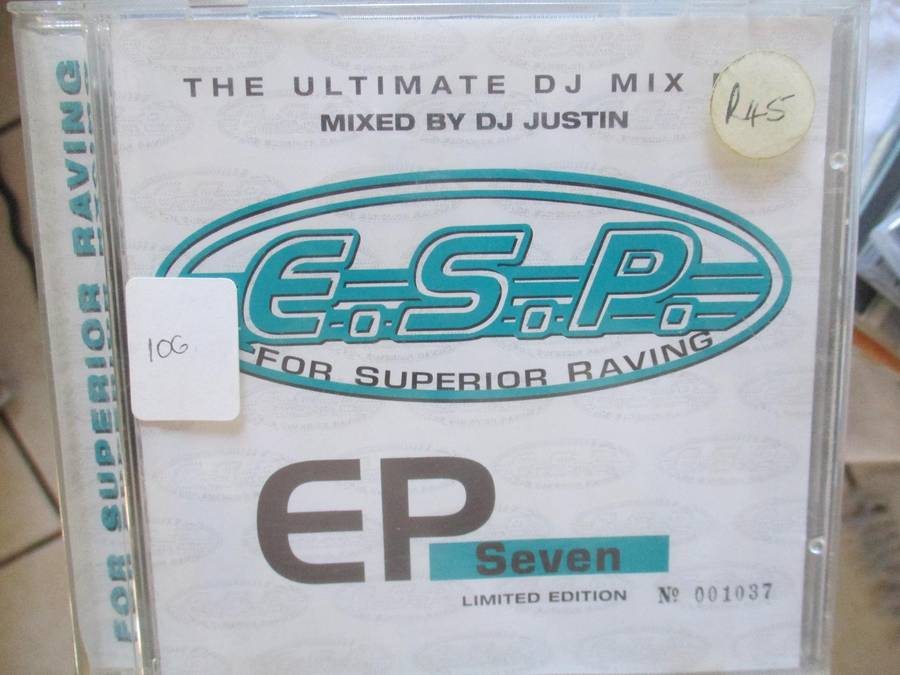 FOR SUPERIOR RAVING
THE ULTIMATE DJ MIX
R45
MIXED BY DJ JUSTIN
E.S.P.
106
FOR SUPERIOR RAVING
EP
Seven
LIMITED EDITION Nº 001037